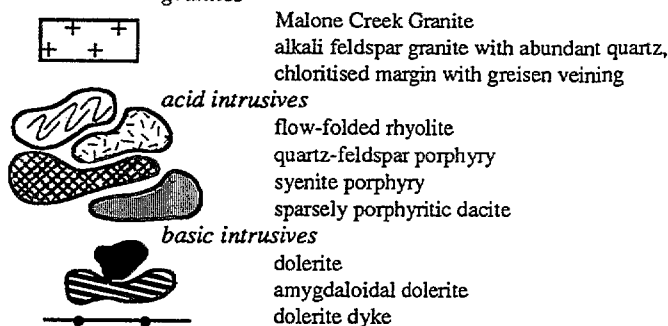 granites
Malone Creek Granite
alkali feldspar granite with abundant quartz,
chloritised margin with greisen veining
acid intrusives
flow-folded rhyolite
quartz-feldspar porphyry
syenite porphyry
sparsely porphyritic dacite
basic intrusives
dolerite
amygdaloidal dolerite
dolerite dyke